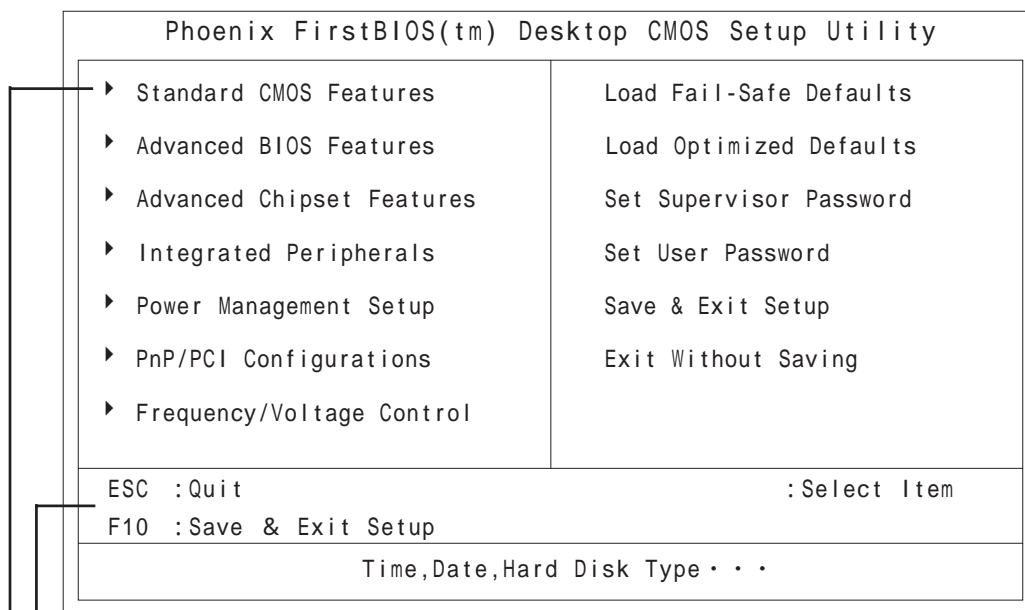 Phoenix FirstBIOS(tm) Desktop CMOS Setup Utility
Standard CMOS Features
Advanced BIOS Features
Advanced Chipset Features
Integrated Peripherals
Power Management Setup
PnP/PCI Configurations
Frequency/Voltage Control
Load Fail-Safe Defaults
Load Optimized Defaults
Set Supervisor Password
Set User Password
Save & Exit Setup
Exit Without Saving
ESC :Quit :Select Item
F10 :Save & Exit Setup
Time,Date,Hard Disk Type・・・